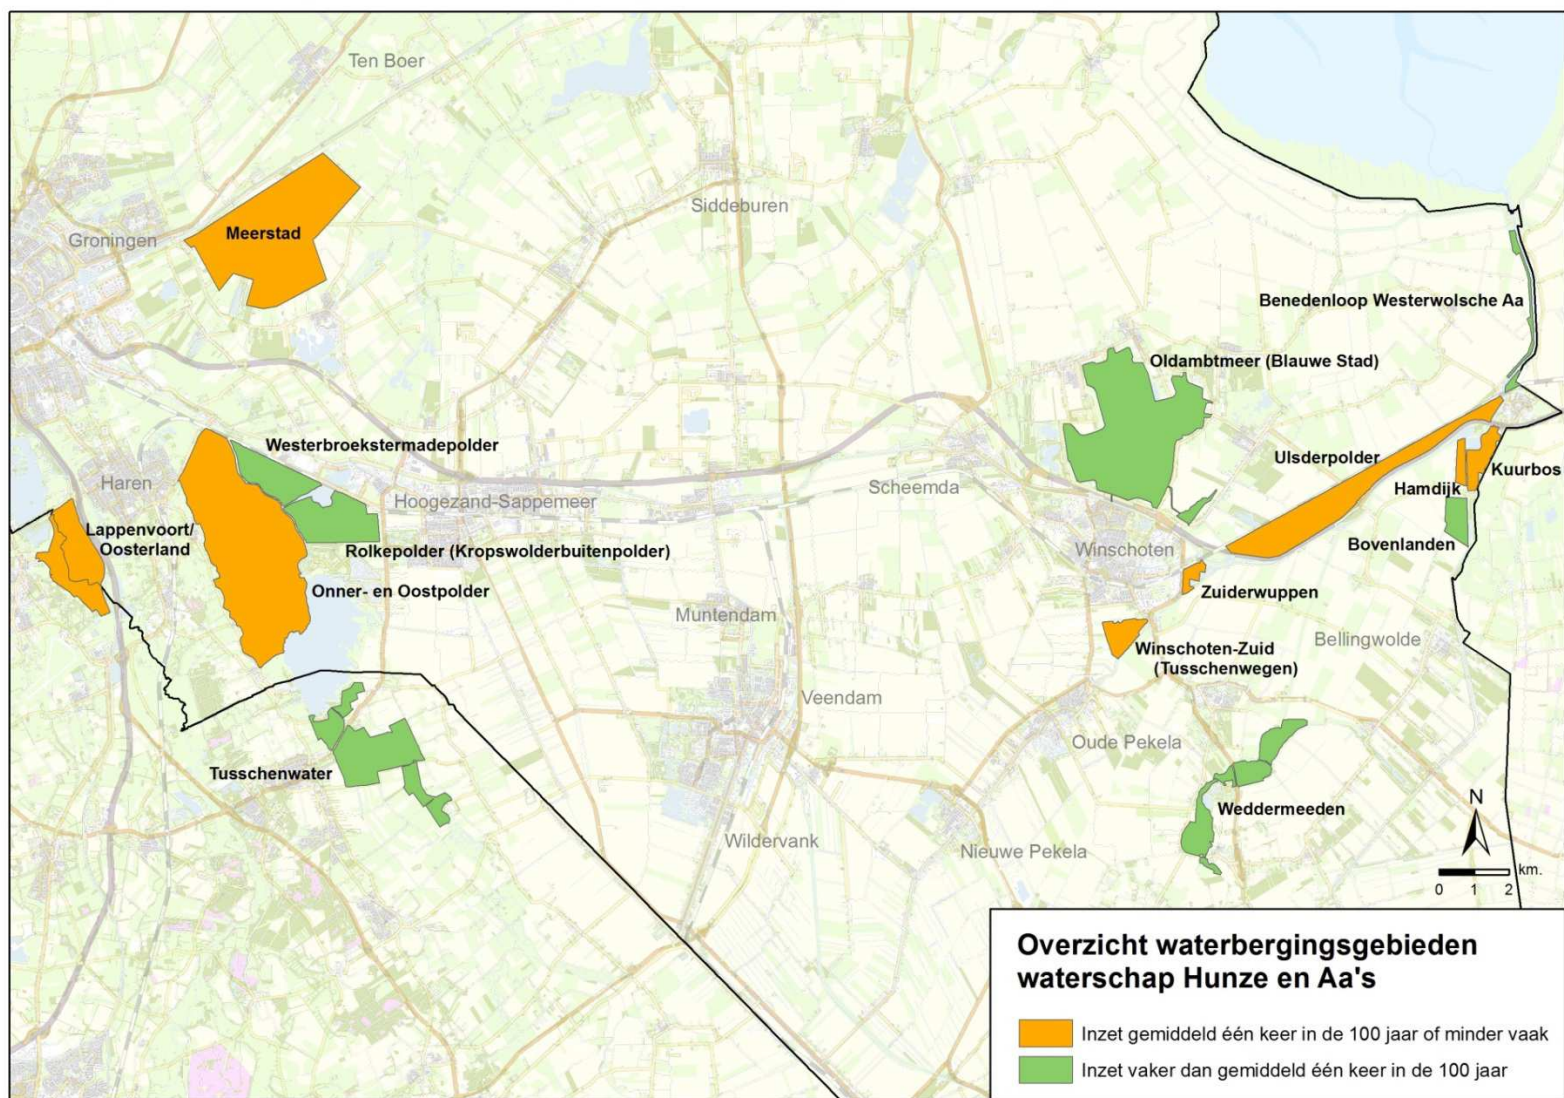 Ten Boer
Siddeburen
Groningen
Meerstad
Benedenloop Westerwolsche Aa
Oldambtmeer (Blauwe Stad)
Westerbroekstermadepolder
Ulsderpolder
Kuurbos
Haren
Hoogezand-Sappemeer
Scheemda
Hamdijk
Lappenvoort/
Oosterland
Rolkepolder (Kropswolderbuitenpolder)
Winschoten
Bovenlanden
Onner- en Oostpolder
Zuiderwuppen
Muntendam
Bellingwolde
Winschoten-Zuid
(Tusschenwegen)
Veendam
Oude Pekela
Tusschenwater
Weddermeeden
Wildervank
Nieuwe Pekela
N
km.
0 1 2
Overzicht waterbergingsgebieden
waterschap Hunze en Aa's
Inzet gemiddeld één keer in de 100 jaar of minder vaak
Inzet vaker dan gemiddeld één keer in de 100 jaar